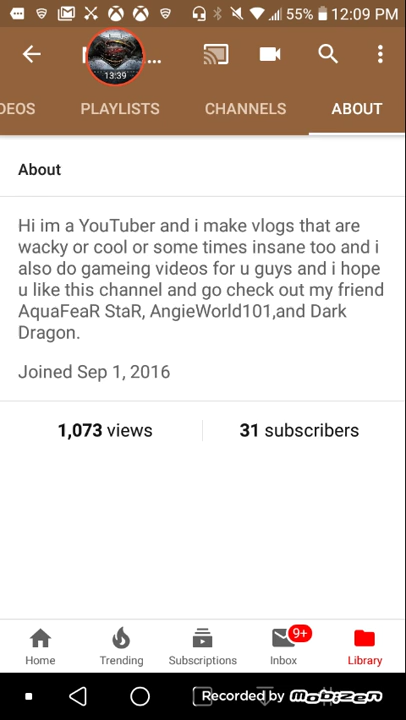 55% 12:09 PM
...
13:39
DEOS PLAYLISTS CHANNELS ABOUT
About
Hi im a YouTuber and i make vlogs that are
wacky or cool or some times insane too and i
also do gameing videos for u guys and i hope
u like this channel and go check out my friend
AquaFeaR StaR, AngieWorld101,and Dark
Dragon.
Joined Sep 1, 2016
1,073 views 31 subscribers
9+
Home Trending Subscriptions Inbox Library
Recorded by MOBIZEN